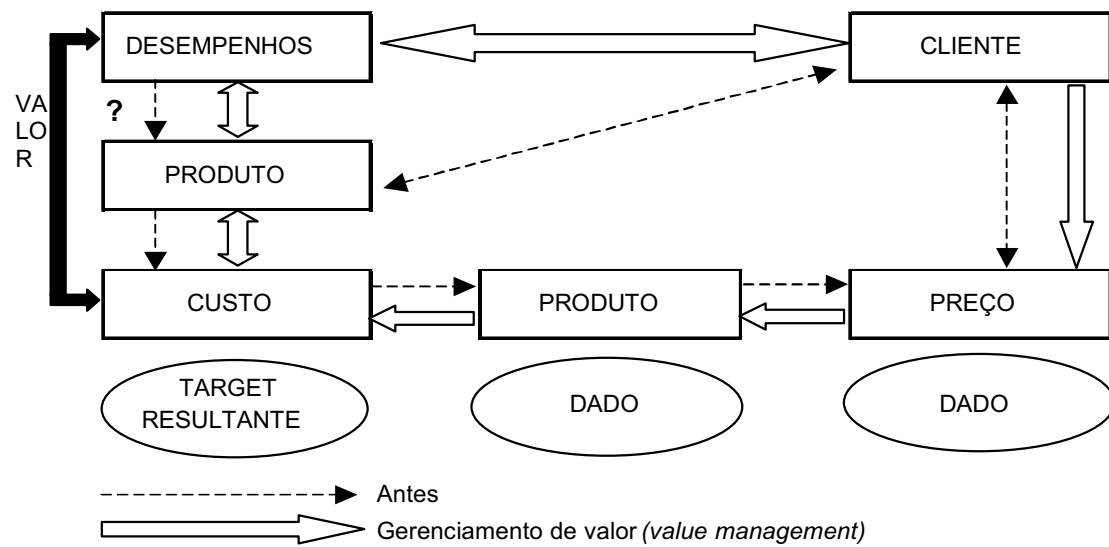 DESEMPENHOS
CLIENTE
VA
LO
R
?
PRODUTO
CUSTO
PRODUTO
PREÇO
TARGET
RESULTANTE
DADO
DADO
Antes
Gerenciamento de valor (value management)